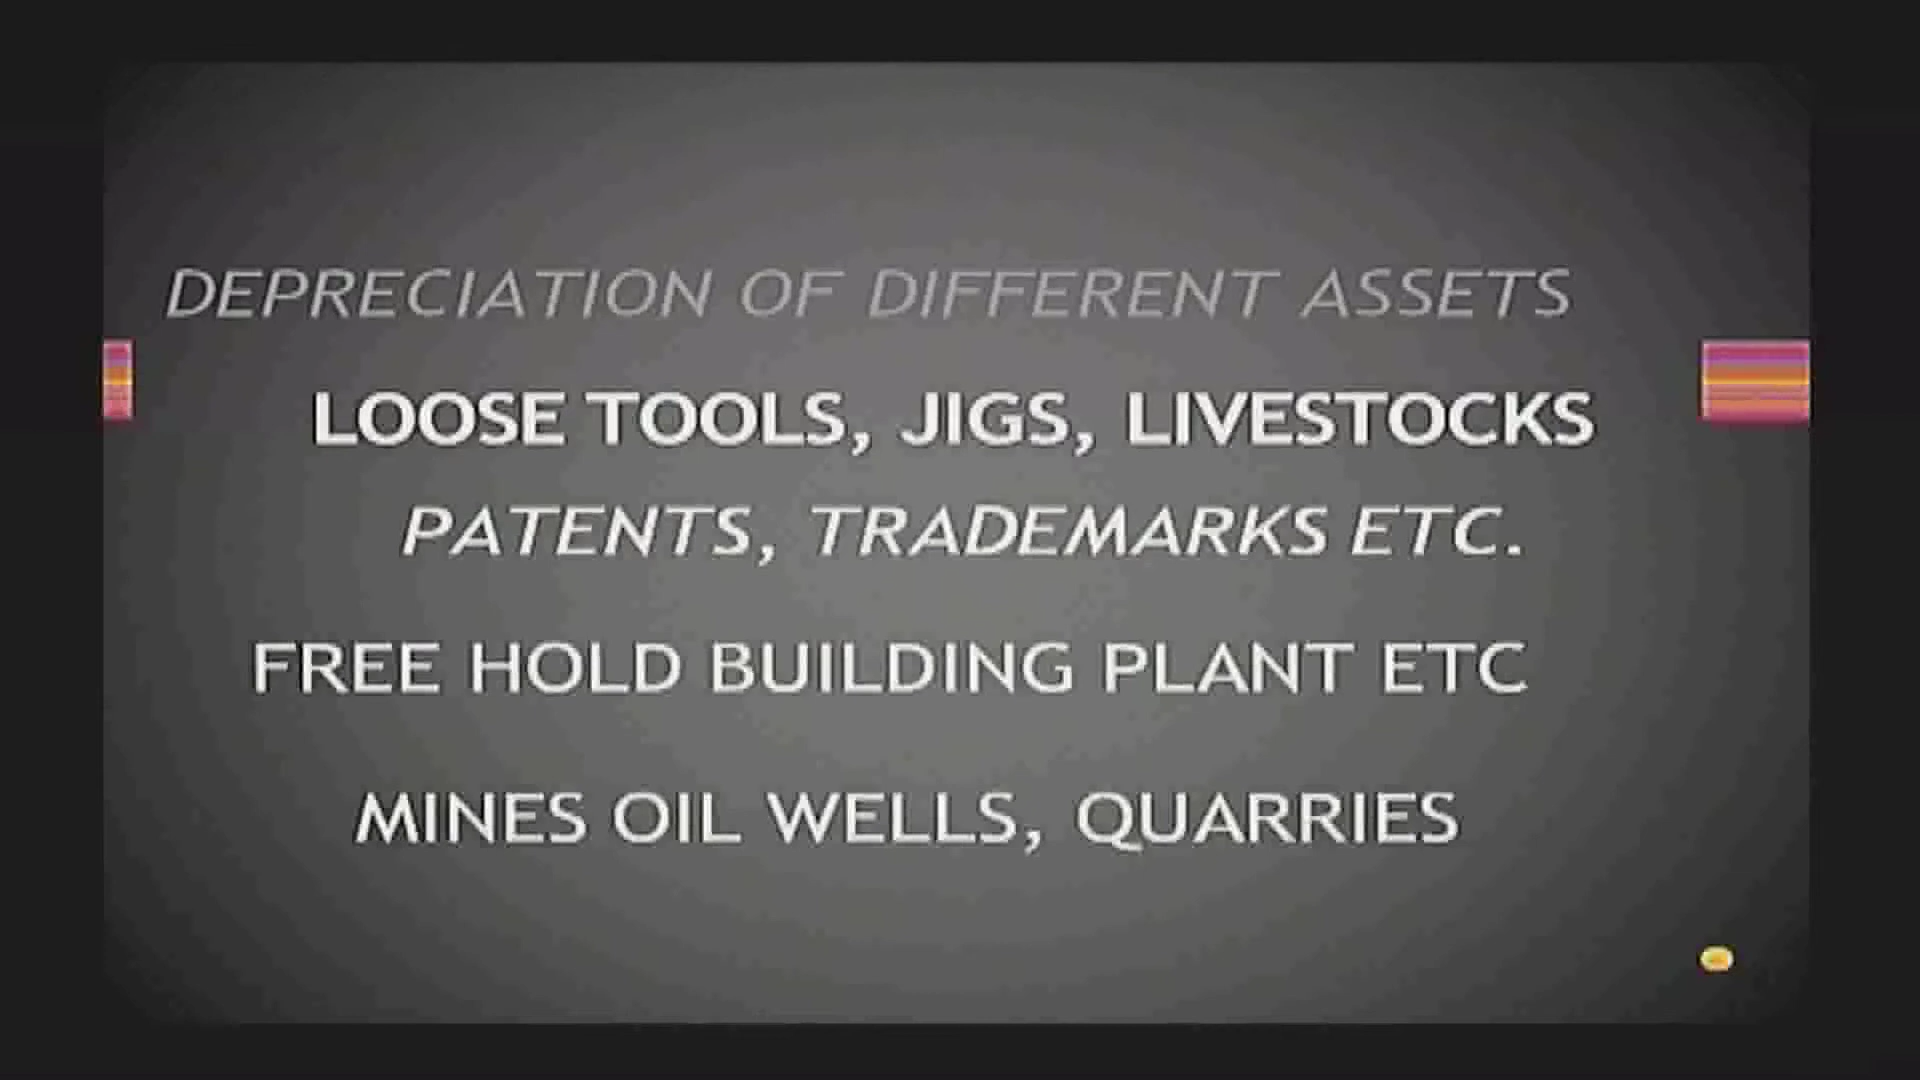 DEPRECIATION OF DIFFERENT ASSETS
LOOSE TOOLS, JIGS, LIVESTOCKS
PATENTS, TRADEMARKS ETC.
FREE HOLD BUILDING PLANT ETC
MINES OIL WELLS, QUARRIES